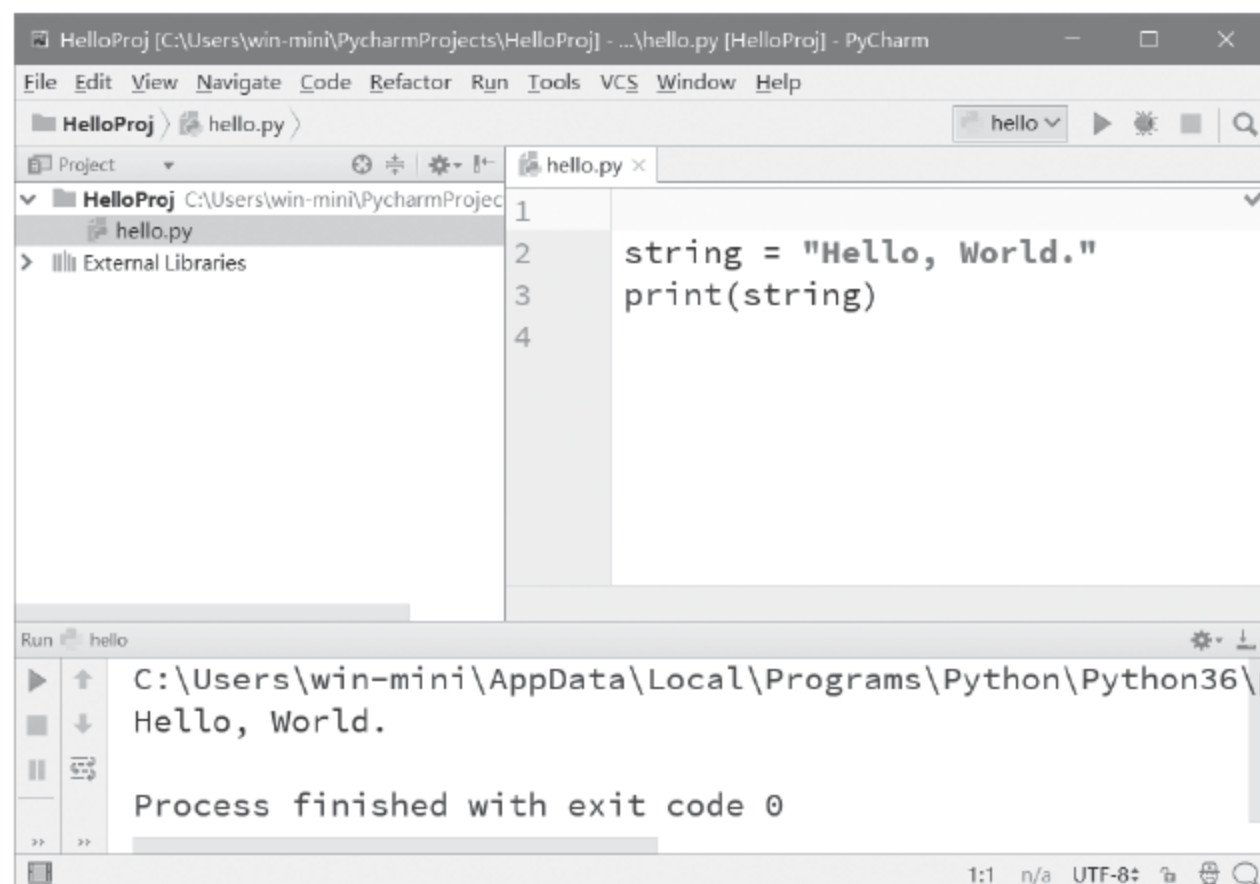 HelloProj [C:\Users\win-mini\PycharmProjects\HelloProj] - ...\hello.py [HelloProj] - PyCharm
File Edit View Navigate Code Refactor Run Tools VCS Window Help
HelloProj hello.py hello
Project
hello.py
HelloProj C:\Users\win-mini\PycharmProjec
hello.py
External Libraries
1
2 string = "Hello, World."
3 print(string)
4
Run hello
C:\Users\win-mini\AppData\Local\Programs\Python\Python36\
Hello, World.
Process finished with exit code 0
1:1 n/a UTF-8